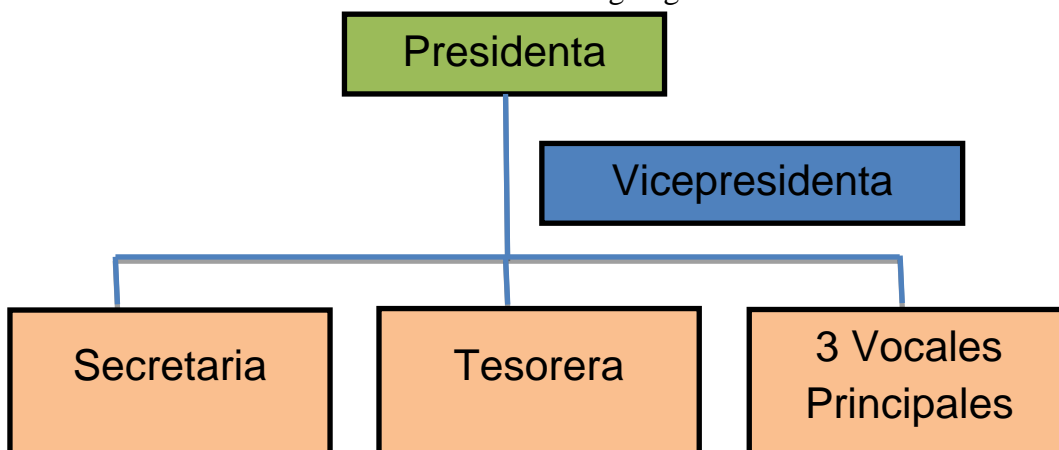 Presidenta
Vicepresidenta
Secretaria
Tesorera
3 Vocales
Principales